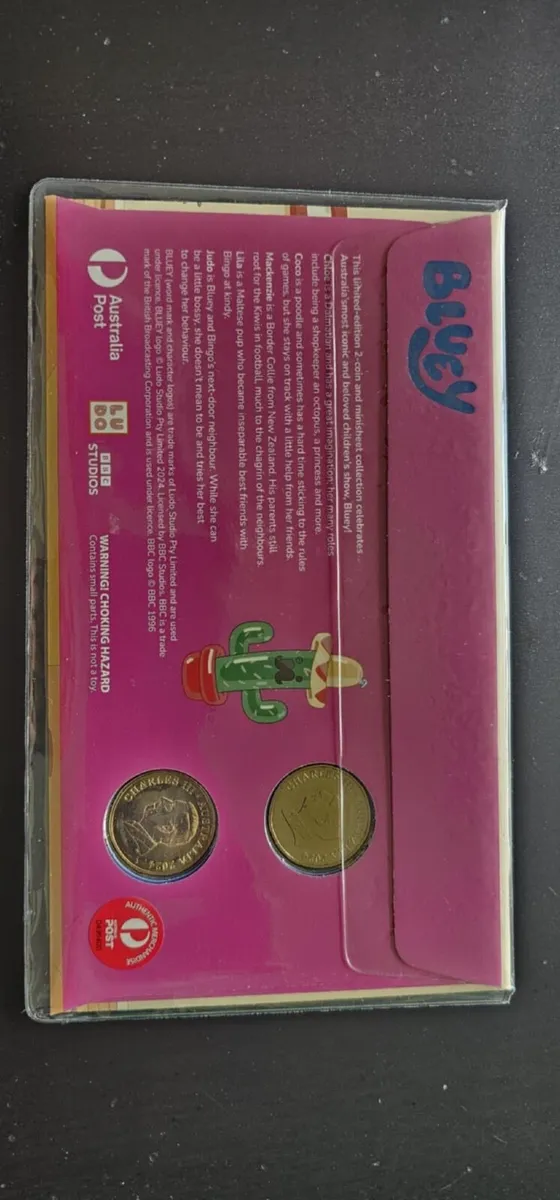 BLUEY
This limited-edition 2-coin and minisheet collection celebrates
Australia's most iconic and beloved children's show, Bluey!
Chloe is a Dalmatian and has a great imagination, her many roles
include being a shopkeeper an octopus, a princess and more.
Coco is a poodle and sometimes has a hard time sticking to the rules
of games, but she stays on track with a little help from her friends.
Mackenzie is a Border Collie from New Zealand. His parents still
root for the Kiwis in football, much to the chagrin of the neighbours.
Lila is a Maltese pup who became inseparable best friends with
Bingo at kindy.
Judo is Bluey and Bingo's next-door neighbour. While she can
be a little bossy, she doesn't mean to be and tries her best
to change her behaviour.
BLUEY (word mark and character logos) are trade marks of Ludo Studio Pty Limited and are used
under licence. BLUEY logo © Ludo Studio Pty Limited 2024. Licensed by BBC Studios. BBC is a trade
mark of the British Broadcasting Corporation and is used under licence. BBC logo © BBC 1996
Australia
Post
LU
DO
BBC
STUDIOS
WARNING! CHOKING HAZARD
Contains small parts. This is not a toy.
CHARLES III AUSTRALIA 2024
CHARLES
2024
AUTHENTIC MERCHANDISE
POST